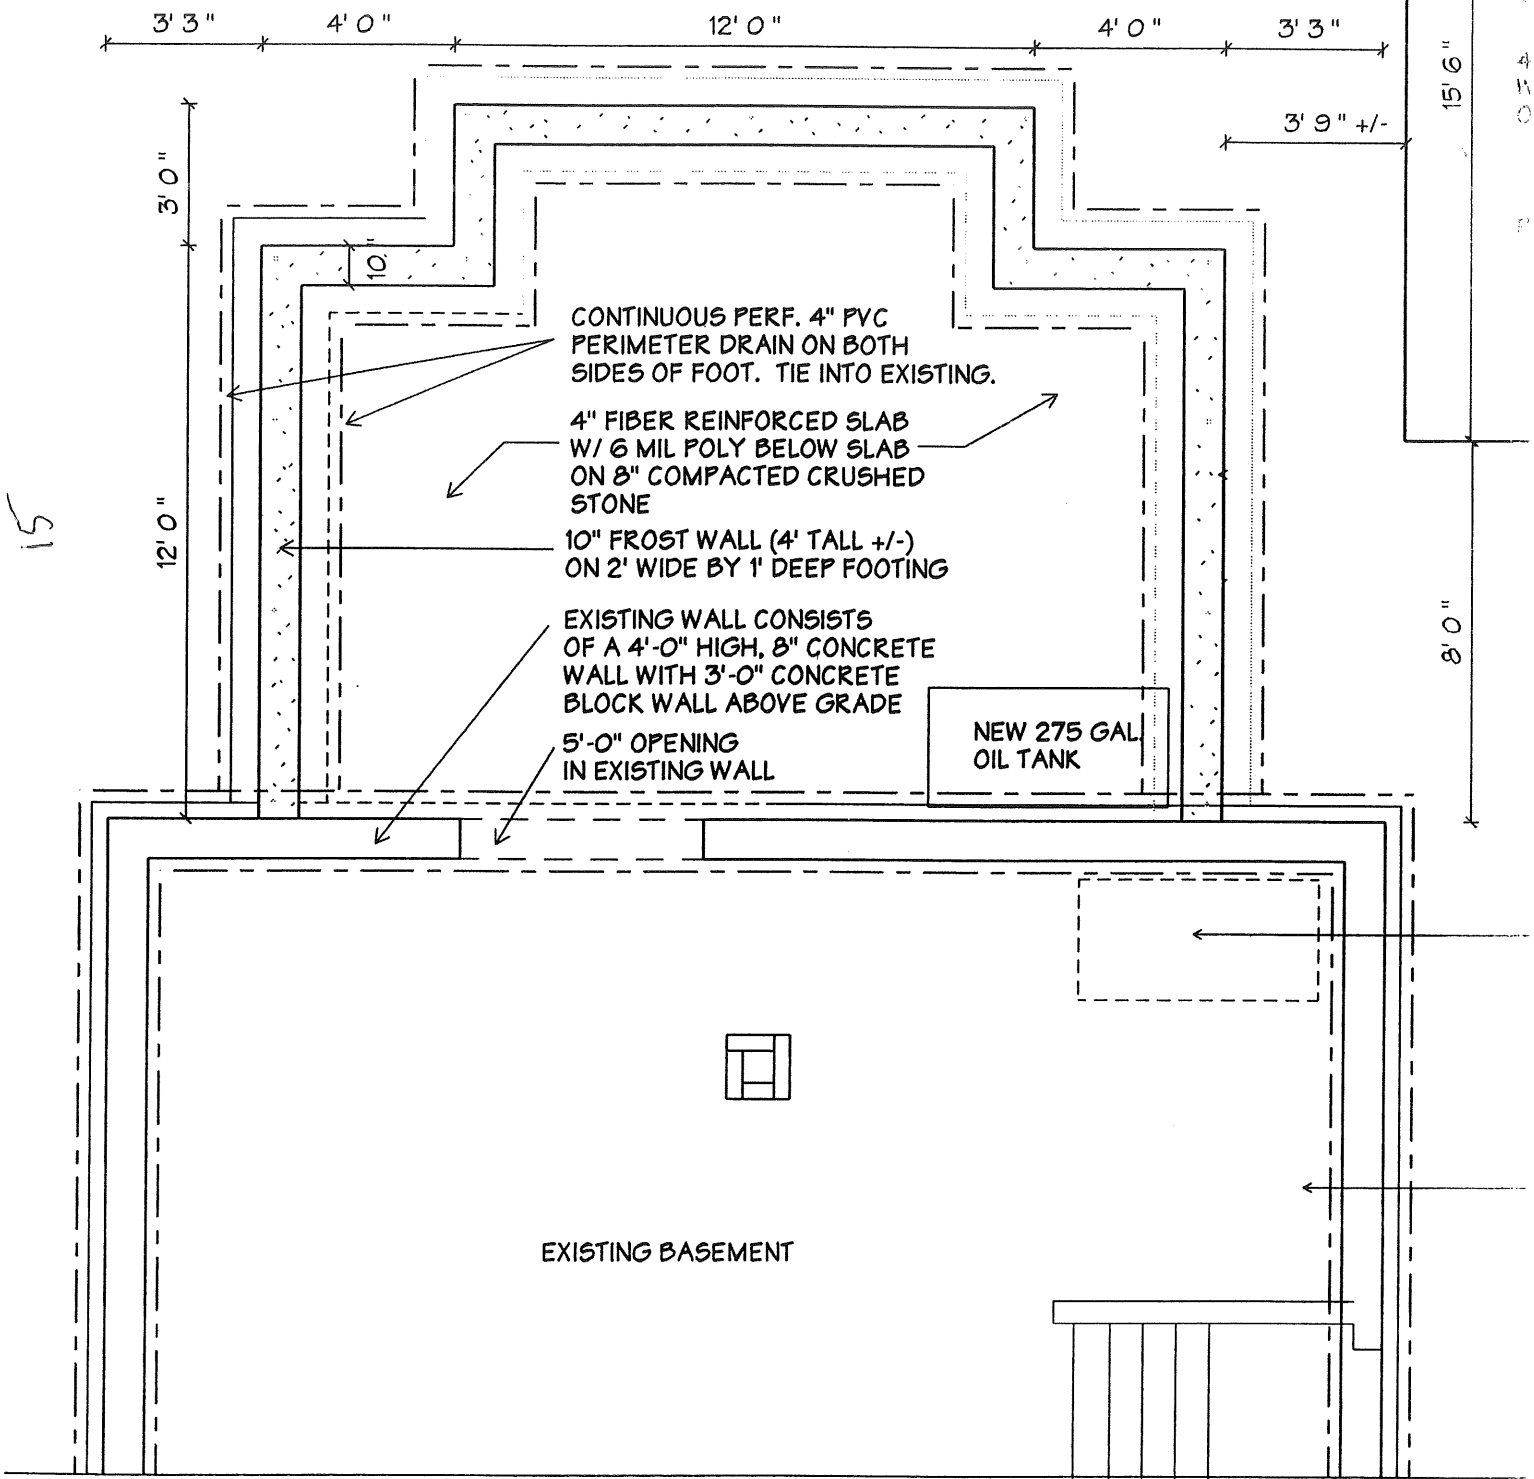 3' 3"
4' 0"
12' 0"
4' 0"
3' 3"
15' 6"
3' 9" +/-
3' 0"
10"
CONTINUOUS PERF. 4" PVC
PERIMETER DRAIN ON BOTH
SIDES OF FOOT. TIE INTO EXISTING.
4" FIBER REINFORCED SLAB
W/ 6 MIL POLY BELOW SLAB
ON 8" COMPACTED CRUSHED
STONE
15
12' 0"
10" FROST WALL (4' TALL +/-)
ON 2' WIDE BY 1' DEEP FOOTING
EXISTING WALL CONSISTS
OF A 4'-0" HIGH, 8" CONCRETE
WALL WITH 3'-0" CONCRETE
BLOCK WALL ABOVE GRADE
8' 0"
5'-0" OPENING
IN EXISTING WALL
NEW 275 GAL.
OIL TANK
EXISTING BASEMENT